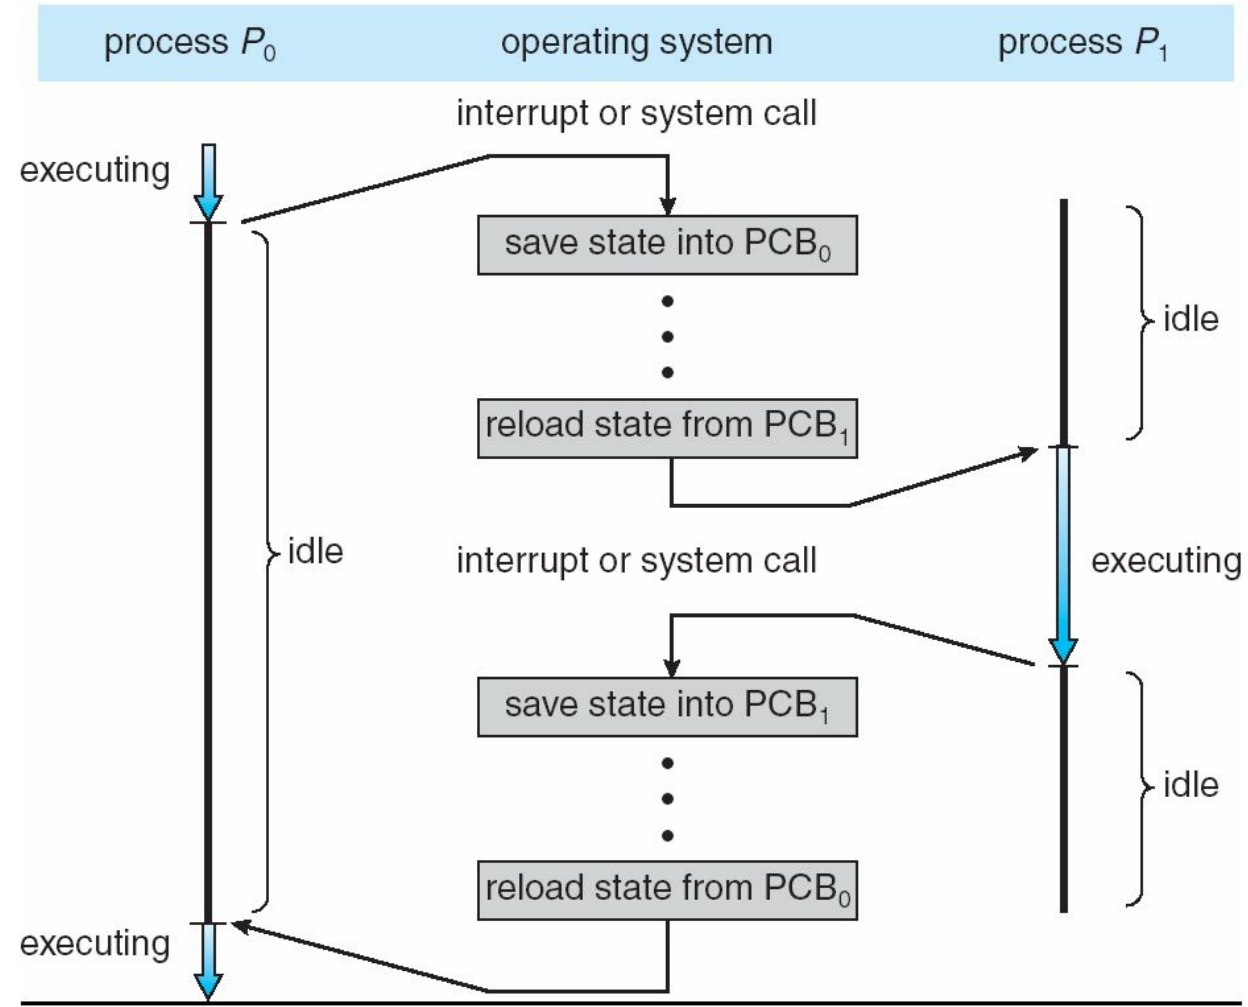 process P₀
operating system
process P₁
interrupt or system call
executing
save state into PCB₀
idle
reload state from PCB₁
idle
interrupt or system call
executing
save state into PCB₁
idle
reload state from PCB₀
executing